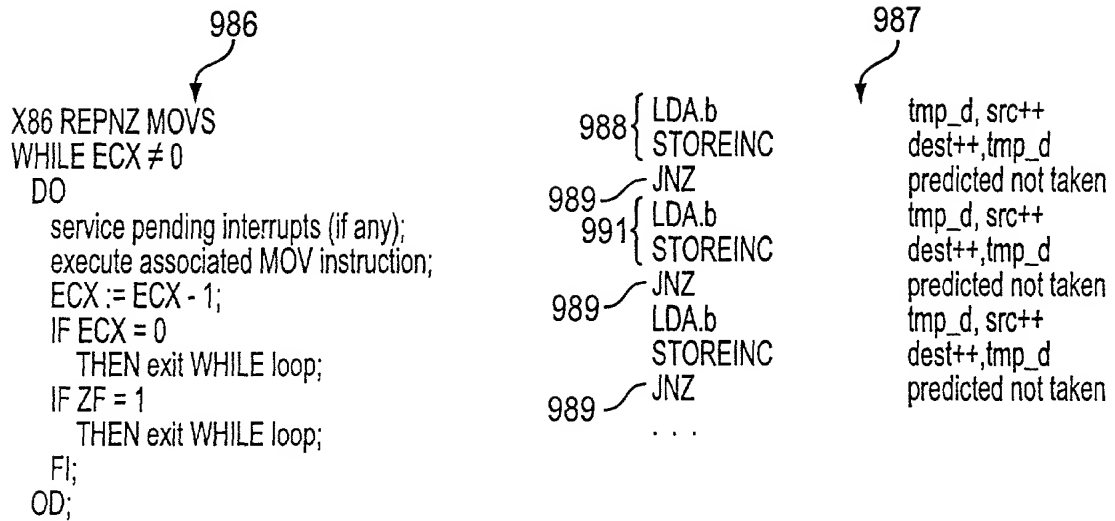 986
X86 REPNZ MOVS
WHILE ECX ≠ 0
DO
service pending interrupts (if any);
execute associated MOV instruction;
ECX := ECX - 1;
IF ECX = 0
THEN exit WHILE loop;
IF ZF = 1
THEN exit WHILE loop;
FI;
OD;
987
988 LDA.b tmp_d, src++
STOREINC dest++,tmp_d
989 JNZ predicted not taken
991 LDA.b tmp_d, src++
STOREINC dest++,tmp_d
989 JNZ predicted not taken
LDA.b tmp_d, src++
STOREINC dest++,tmp_d
989 JNZ predicted not taken
. . .